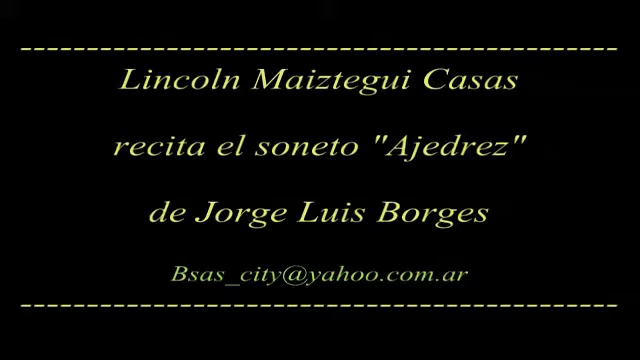 Lincoln Maiztegui Casas
recita el soneto "Ajedrez"
de Jorge Luis Borges
Bsas_city@yahoo.com.ar